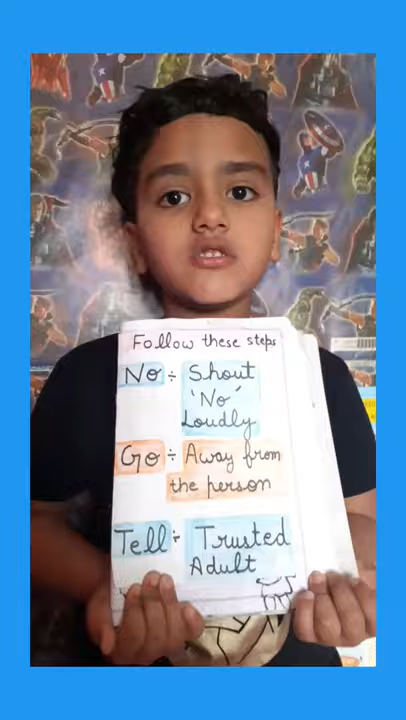 Follow these steps
No ÷ Shout
'No'
Loudly
Go ÷ Away from
the person
Tell ÷ Trusted
Adult